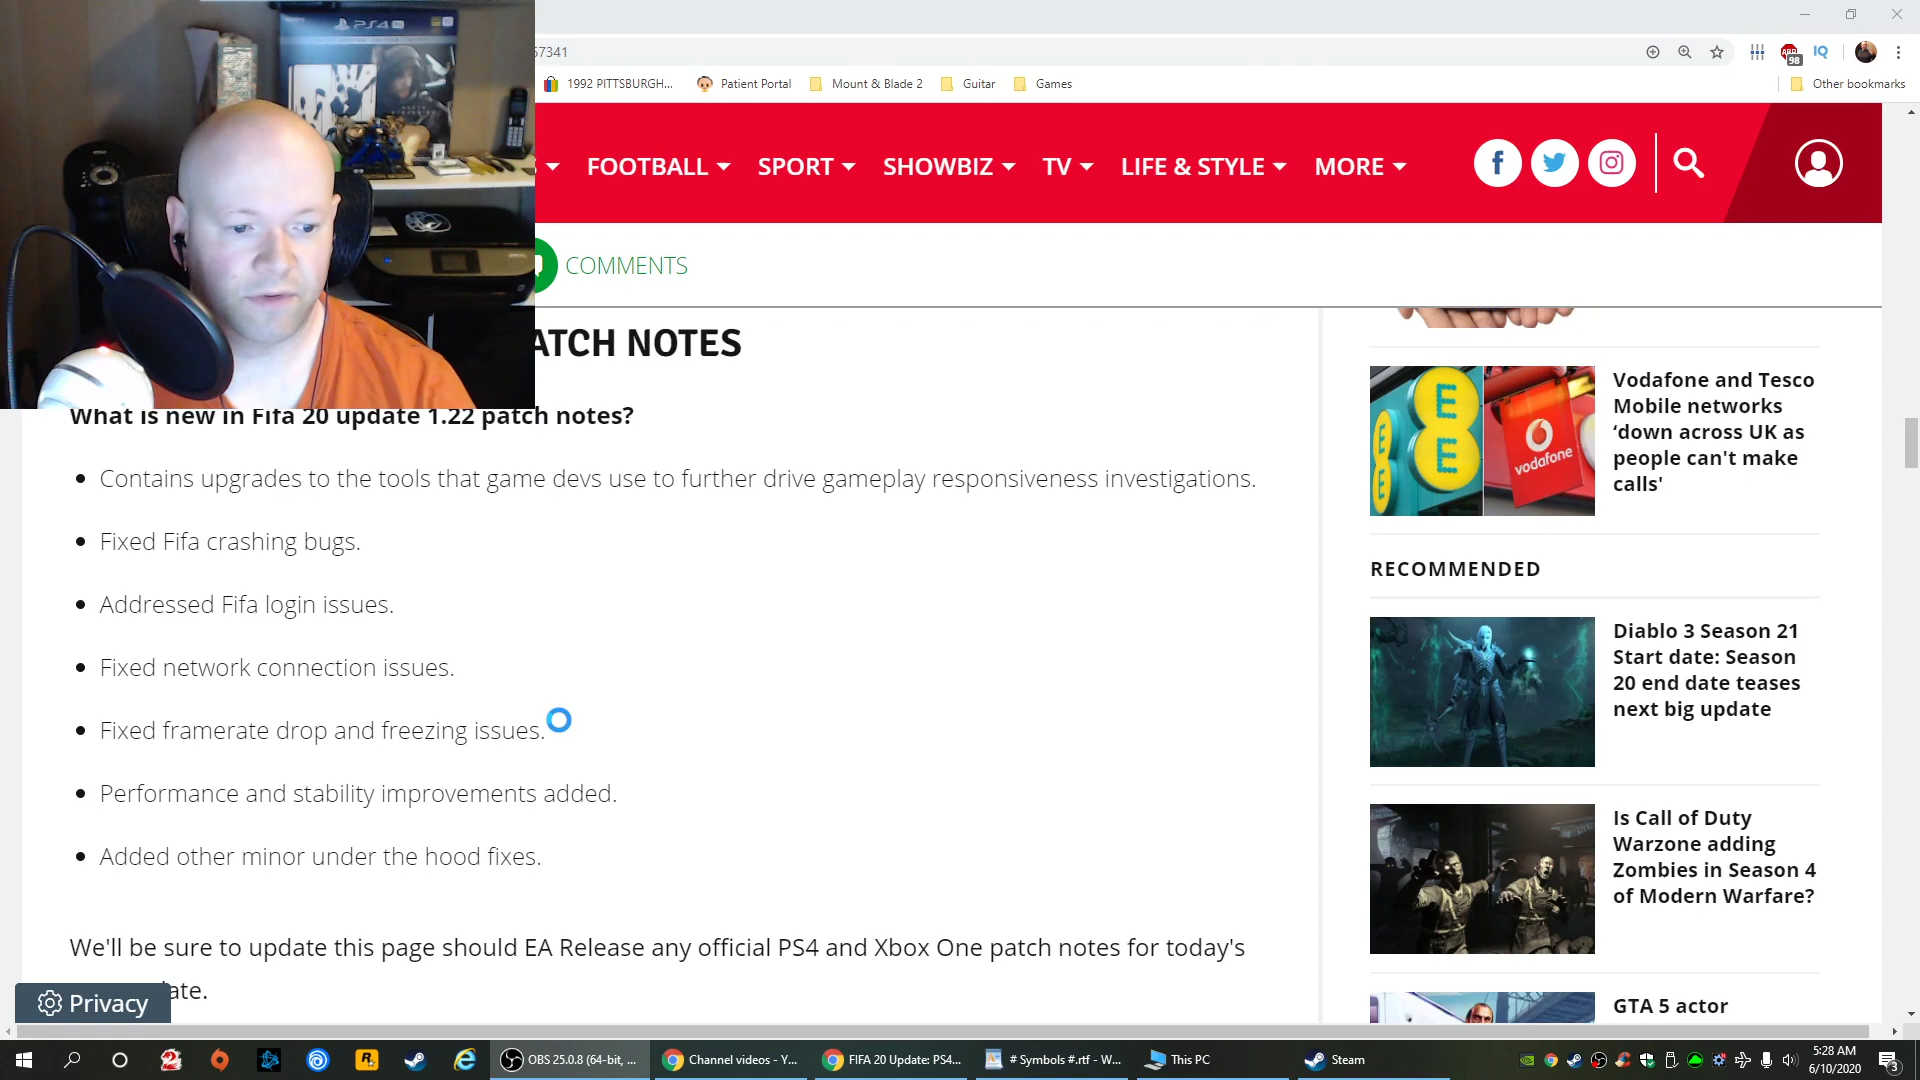 PS4
57341
98
IQ
1992 PITTSBURGH...
Patient Portal
Mount & Blade 2
Guitar
Games
Other bookmarks
FOOTBALL
SPORT
SHOWBIZ
TV
LIFE & STYLE
MORE
COMMENTS
ATCH NOTES
What is new in Fifa 20 update 1.22 patch notes?
Contains upgrades to the tools that game devs use to further drive gameplay responsiveness investigations.
Fixed Fifa crashing bugs.
Addressed Fifa login issues.
Fixed network connection issues.
Fixed framerate drop and freezing issues.
Performance and stability improvements added.
Added other minor under the hood fixes.
We'll be sure to update this page should EA Release any official PS4 and Xbox One patch notes for today's
ate.
Privacy
EE
EE
vodafone
Vodafone and Tesco
Mobile networks
‘down across UK as
people can't make
calls'
RECOMMENDED
Diablo 3 Season 21
Start date: Season
20 end date teases
next big update
Is Call of Duty
Warzone adding
Zombies in Season 4
of Modern Warfare?
GTA 5 actor
OBS 25.0.8 (64-bit, ...
Channel videos - Y...
FIFA 20 Update: PS4...
# Symbols #.rtf - W...
This PC
Steam
5:28 AM
6/10/2020
3